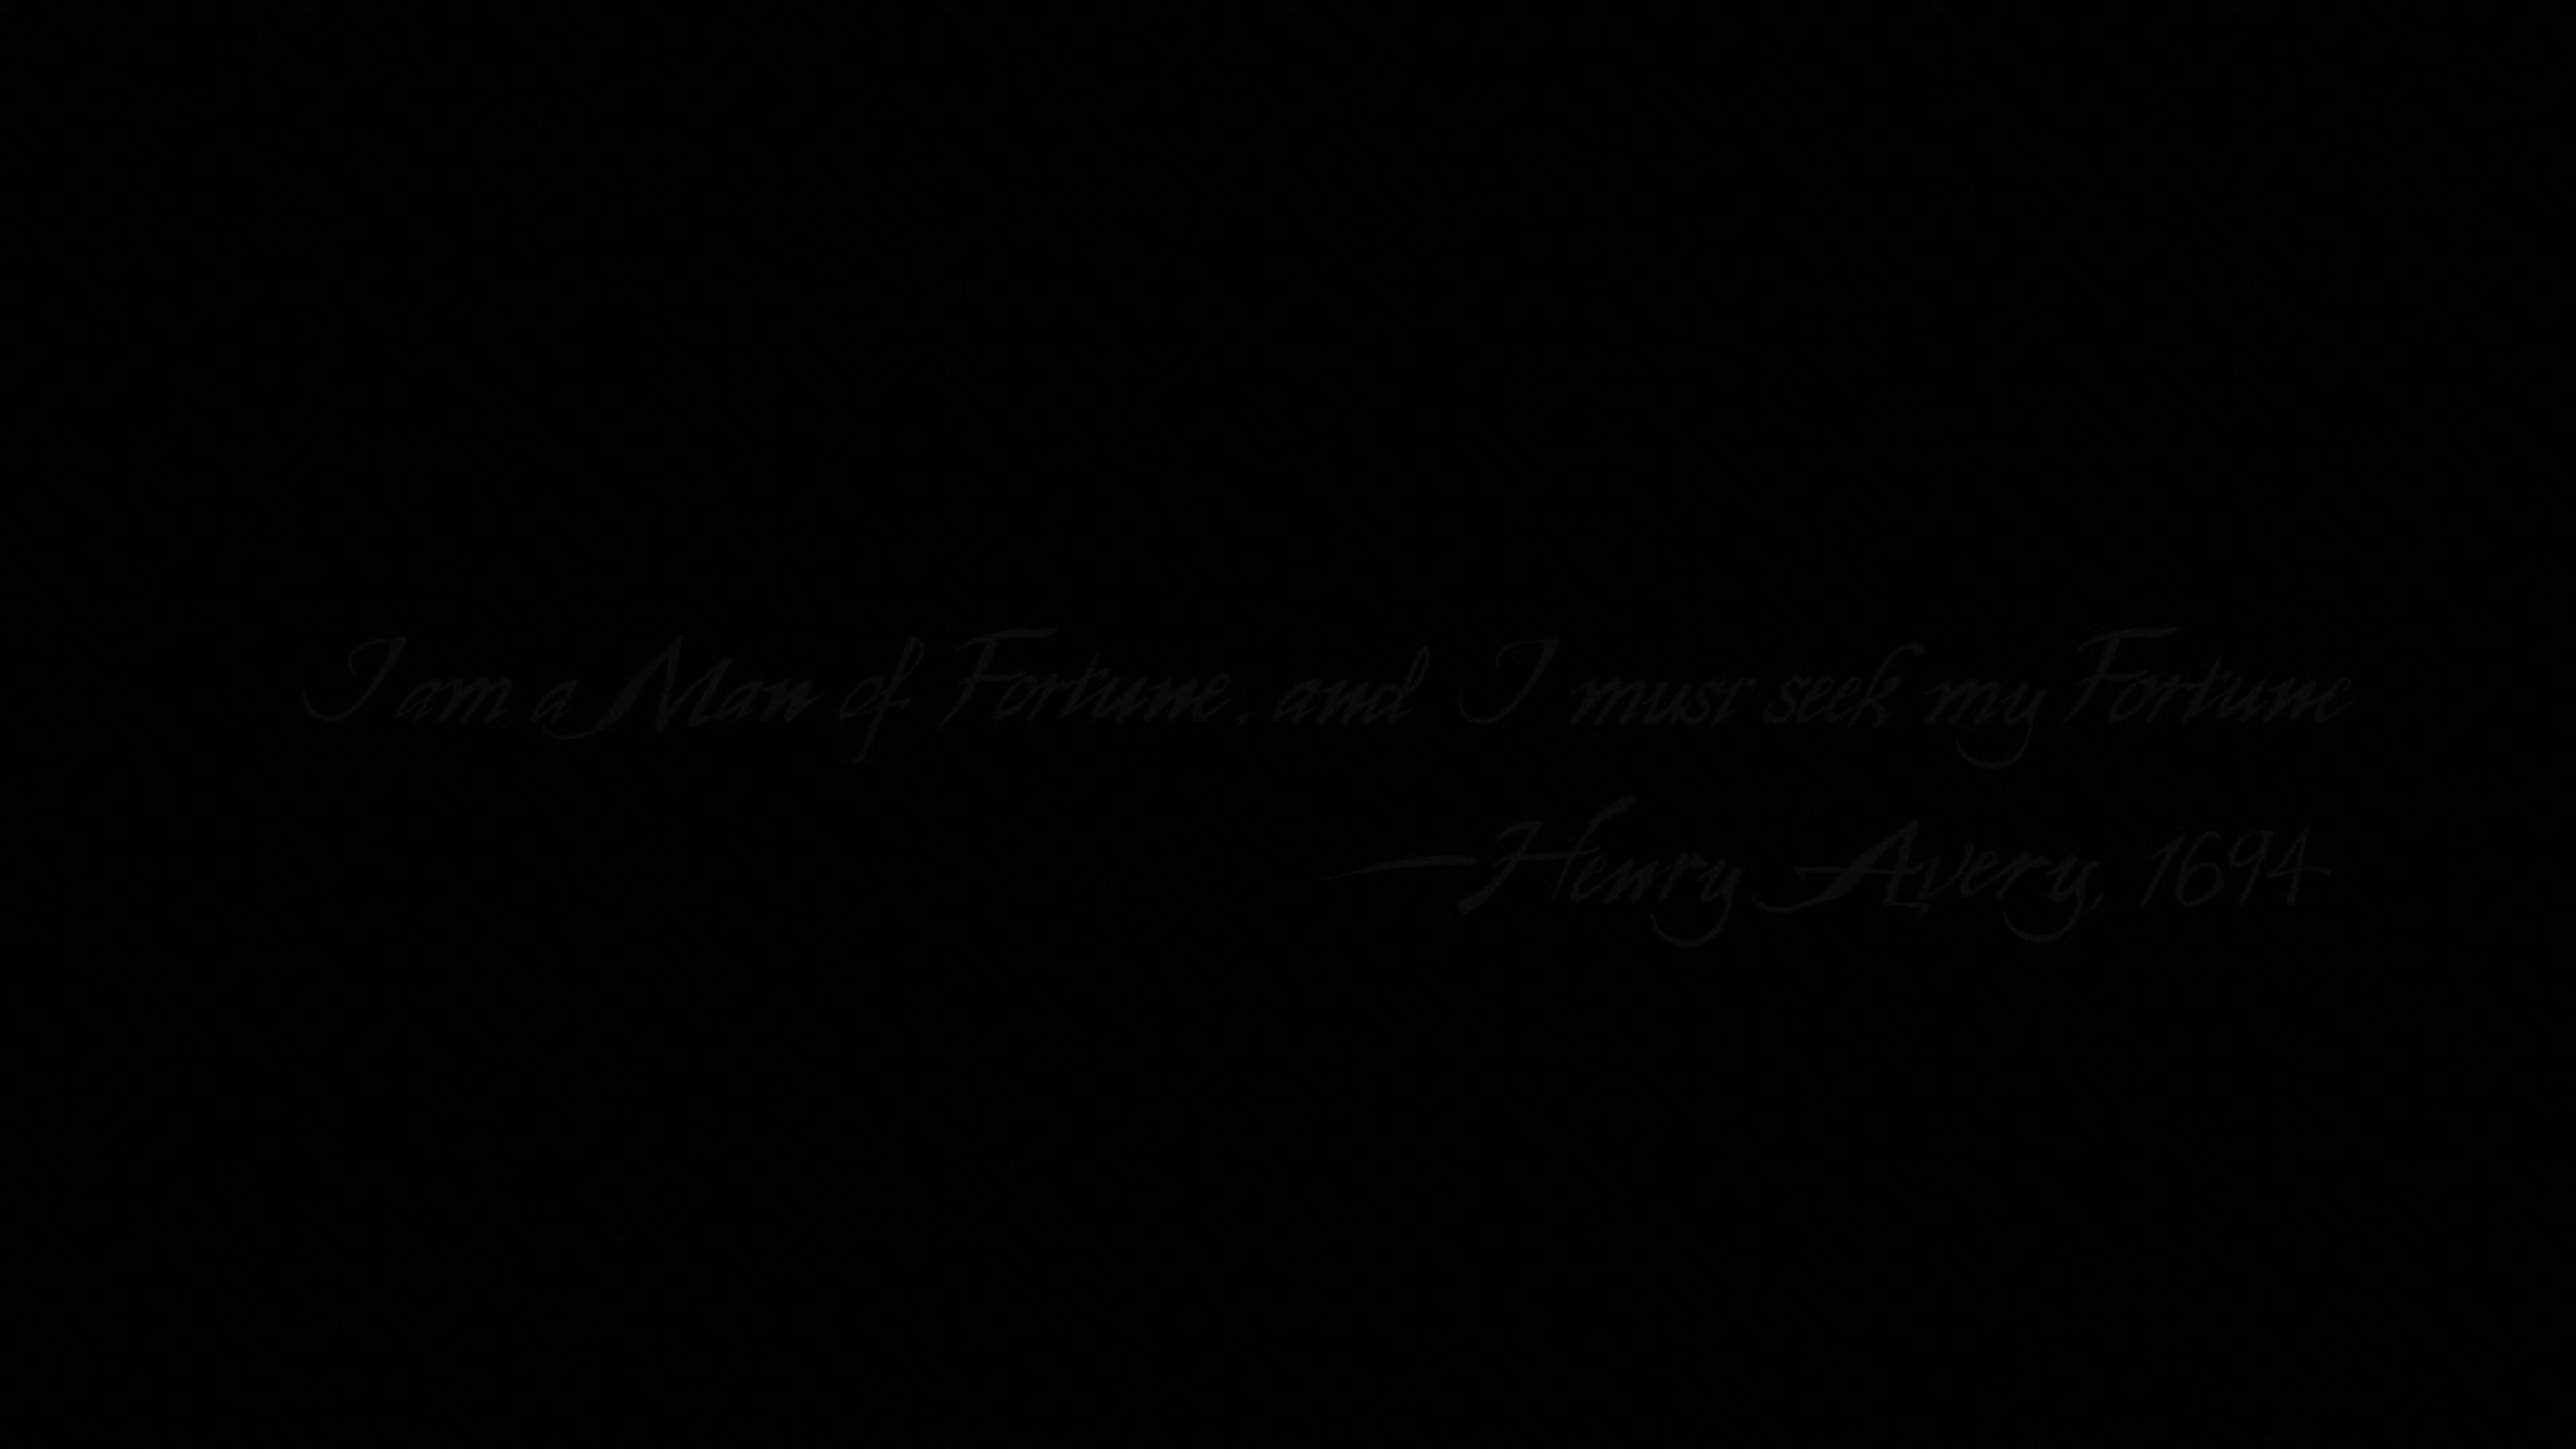 I am a Man of Fortune, and I must seek my Fortune
—Henry Avery, 1694